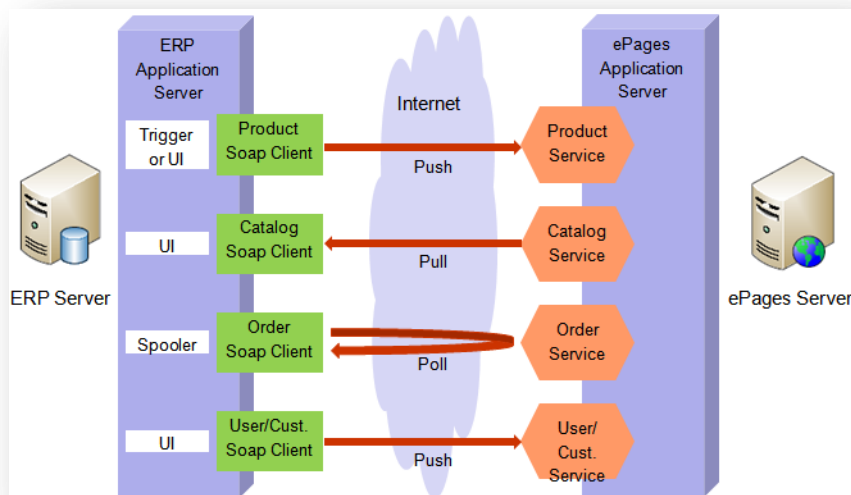 ERP
Application
Server
ePages
Application
Server
Internet
Trigger
or UI
Product
Soap Client
Push
Product
Service
UI
Catalog
Soap Client
Pull
Catalog
Service
ERP Server
ePages Server
Spooler
Order
Soap Client
Poll
Order
Service
UI
User/Cust.
Soap Client
Push
User/
Cust.
Service